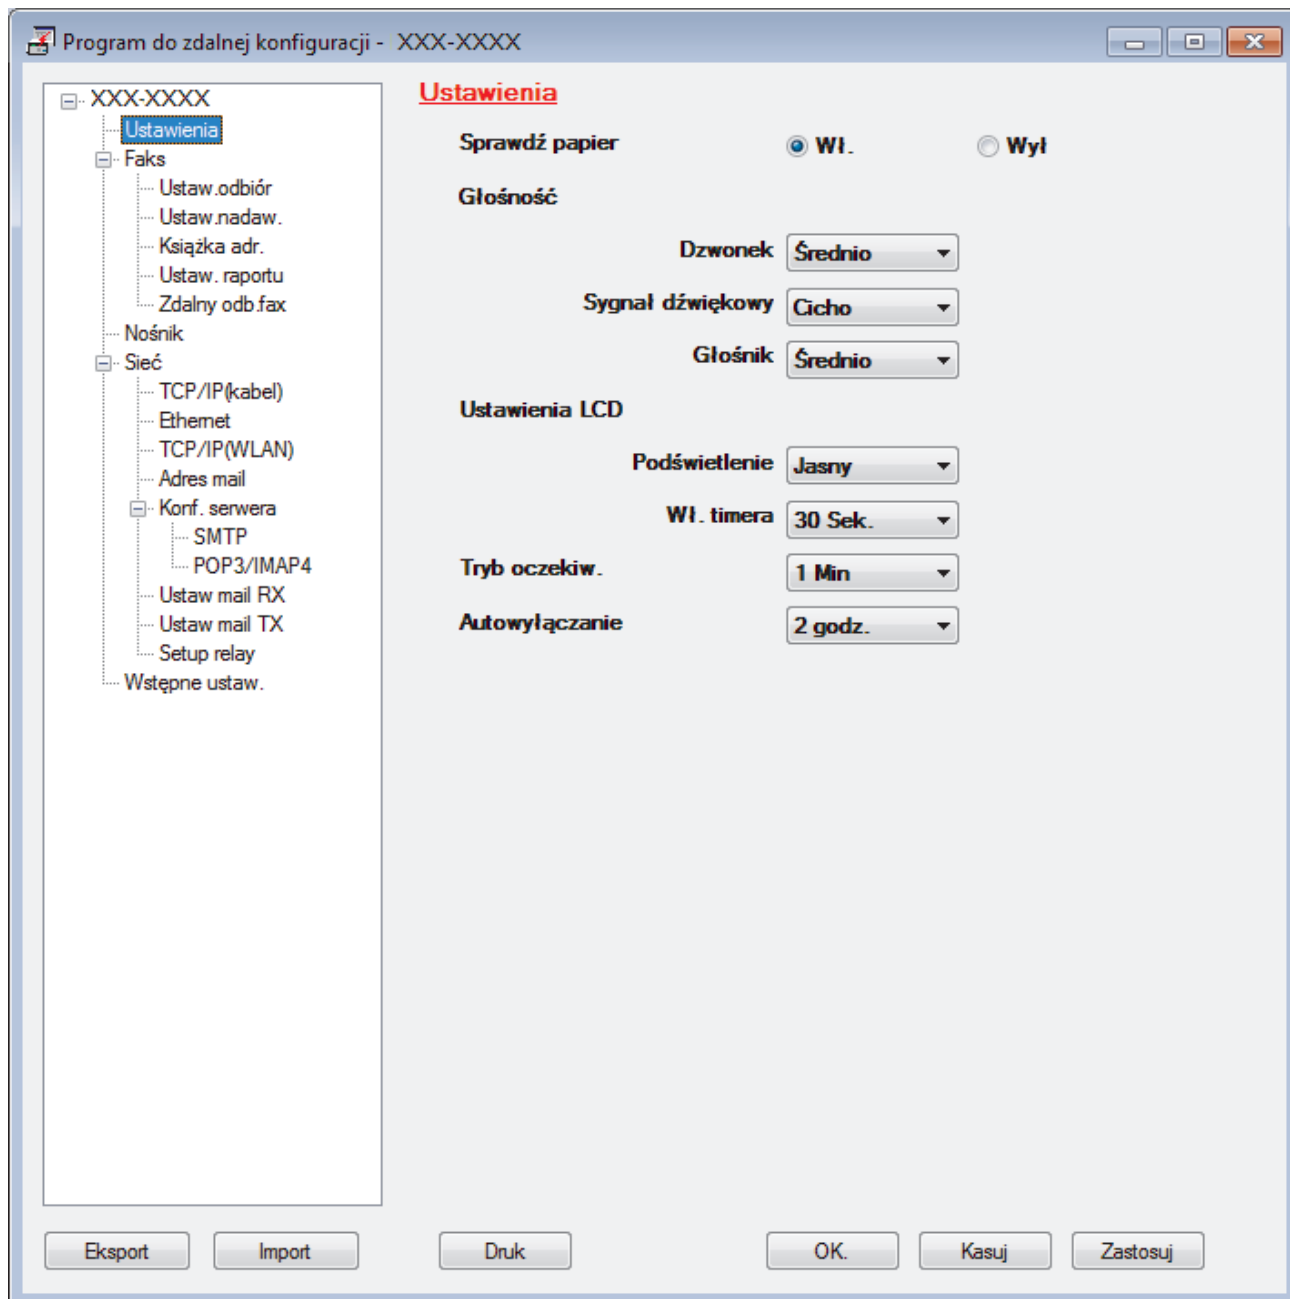 Program do zdalnej konfiguracji - XXX-XXXX
XXX-XXXX
Ustawienia
Faks
Ustaw.odbiór
Ustaw.nadaw.
Książka adr.
Ustaw. raportu
Zdalny odb.fax
Nośnik
Sieć
TCP/IP(kabel)
Ethernet
TCP/IP(WLAN)
Adres mail
Konf. serwera
SMTP
POP3/IMAP4
Ustaw mail RX
Ustaw mail TX
Setup relay
Wstępne ustaw.
Ustawienia
Sprawdź papier Wł. Wył
Głośność
Dzwonek Średnio
Sygnał dźwiękowy Cicho
Głośnik Średnio
Ustawienia LCD
Podświetlenie Jasny
Wł. timera 30 Sek.
Tryb oczekiw. 1 Min
Autowyłączanie 2 godz.
Eksport Import Druk OK. Kasuj Zastosuj